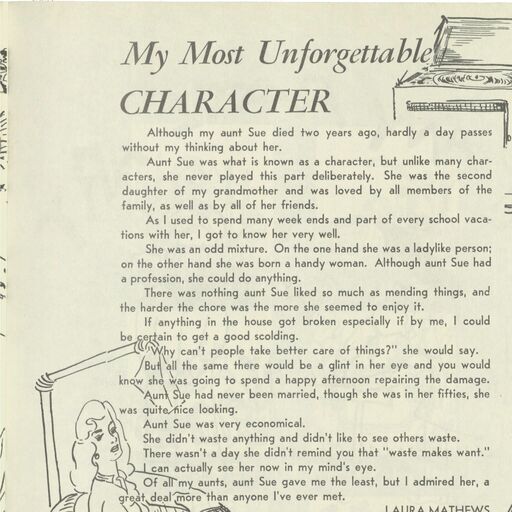 My Most Unforgettable
CHARACTER
Although my aunt Sue died two years ago, hardly a day passes
without my thinking about her.
Aunt Sue was what is known as a character, but unlike many char-
acters, she never played this part deliberately. She was the second
daughter of my grandmother and was loved by all members of the
family, as well as by all of her friends.
As I used to spend many week ends and part of every school vaca-
tions with her, I got to know her very well.
She was an odd mixture. On the one hand she was a ladylike person;
on the other hand she was born a handy woman. Although aunt Sue had
a profession, she could do anything.
There was nothing aunt Sue liked so much as mending things, and
the harder the chore was the more she seemed to enjoy it.
If anything in the house got broken especially if by me, I could
be certain to get a good scolding.
"Why can't people take better care of things?" she would say.
But all the same there would be a glint in her eye and you would
know she was going to spend a happy afternoon repairing the damage.
Aunt Sue had never been married, though she was in her fifties, she
was quite nice looking.
Aunt Sue was very economical.
She didn't waste anything and didn't like to see others waste.
There wasn't a day she didn't remind you that "waste makes want."
I can actually see her now in my mind's eye.
Of all my aunts, aunt Sue gave me the least, but I admired her, a
great deal more than anyone I've ever met.
LAURA MATHEWS